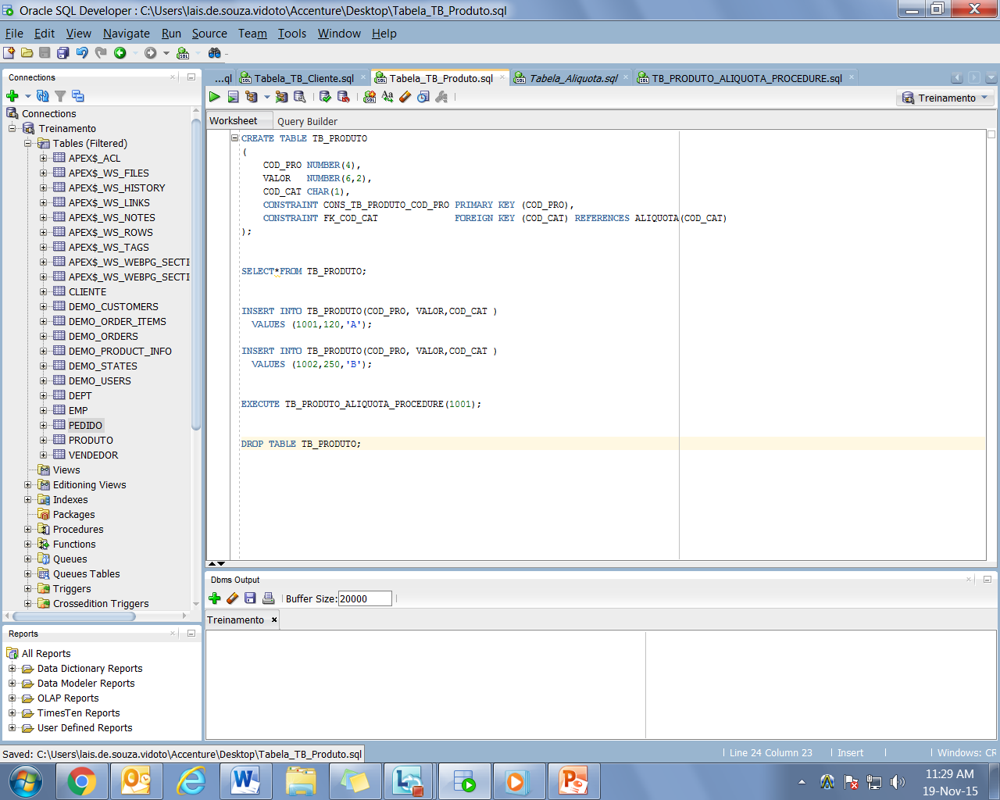 Oracle SQL Developer : C:\Users\lais.de.souza.vidoto\Accenture\Desktop\Tabela_TB_Produto.sql
File Edit View Navigate Run Source Team Tools Window Help
Connections
Connections
Treinamento
Tables (Filtered)
APEX$_ACL
APEX$_WS_FILES
APEX$_WS_HISTORY
APEX$_WS_LINKS
APEX$_WS_NOTES
APEX$_WS_ROWS
APEX$_WS_TAGS
APEX$_WS_WEBPG_SECTI
APEX$_WS_WEBPG_SECTI
CLIENTE
DEMO_CUSTOMERS
DEMO_ORDER_ITEMS
DEMO_ORDERS
DEMO_PRODUCT_INFO
DEMO_STATES
DEMO_USERS
DEPT
EMP
PEDIDO
PRODUTO
VENDEDOR
Views
Editioning Views
Indexes
Packages
Procedures
Functions
Queues
Queues Tables
Triggers
Crossedition Triggers
Reports
All Reports
Data Dictionary Reports
Data Modeler Reports
OLAP Reports
TimesTen Reports
User Defined Reports
...ql Tabela_TB_Cliente.sql Tabela_TB_Produto.sql Tabela_Aliquota.sql TB_PRODUTO_ALIQUOTA_PROCEDURE.sql
Treinamento
Worksheet Query Builder
CREATE TABLE TB_PRODUTO
(
COD_PRO NUMBER(4),
VALOR NUMBER(6,2),
COD_CAT CHAR(1),
CONSTRAINT CONS_TB_PRODUTO_COD_PRO PRIMARY KEY (COD_PRO),
CONSTRAINT FK_COD_CAT FOREIGN KEY (COD_CAT) REFERENCES ALIQUOTA(COD_CAT)
);
SELECT*FROM TB_PRODUTO;
INSERT INTO TB_PRODUTO(COD_PRO, VALOR,COD_CAT )
VALUES (1001,120,'A');
INSERT INTO TB_PRODUTO(COD_PRO, VALOR,COD_CAT )
VALUES (1002,250,'B');
EXECUTE TB_PRODUTO_ALIQUOTA_PROCEDURE(1001);
DROP TABLE TB_PRODUTO;
Dbms Output
Buffer Size: 20000
Treinamento
Saved: C:\Users\lais.de.souza.vidoto\Accenture\Desktop\Tabela_TB_Produto.sql
Line 24 Column 23 Insert Windows: CR
11:29 AM
19-Nov-15